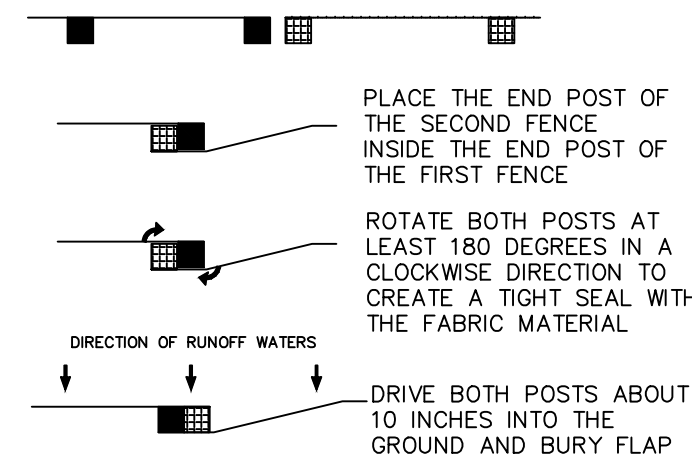 PLACE THE END POST OF
THE SECOND FENCE
INSIDE THE END POST OF
THE FIRST FENCE
ROTATE BOTH POSTS AT
LEAST 180 DEGREES IN A
CLOCKWISE DIRECTION TO
CREATE A TIGHT SEAL WITH
THE FABRIC MATERIAL
DIRECTION OF RUNOFF WATERS
DRIVE BOTH POSTS ABOUT
10 INCHES INTO THE
GROUND AND BURY FLAP